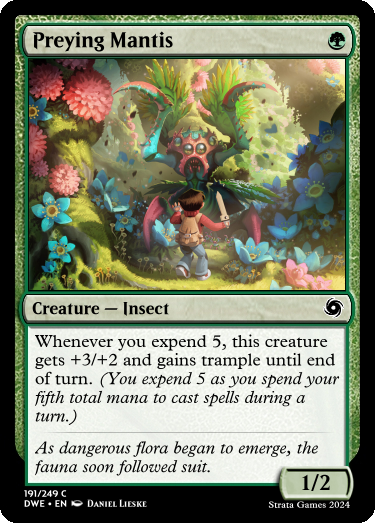 Preying Mantis
Creature — Insect
Whenever you expend 5, this creature
gets +3/+2 and gains trample until end
of turn. (You expend 5 as you spend your
fifth total mana to cast spells during a
turn.)
As dangerous flora began to emerge, the
fauna soon followed suit.
1/2
191/249 C
DWE • EN Daniel Lieske
Strata Games 2024